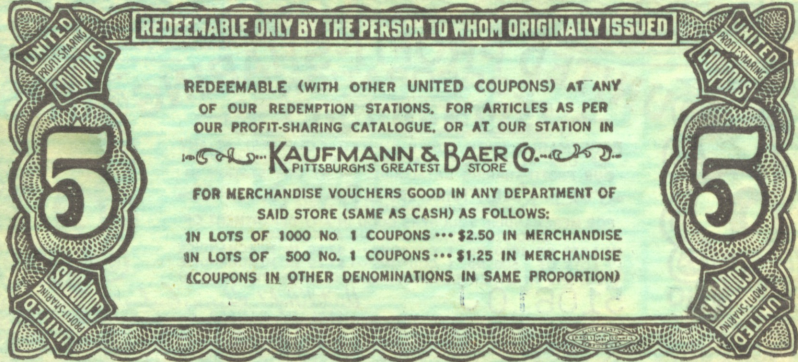 REDEEMABLE ONLY BY THE PERSON TO WHOM ORIGINALLY ISSUED
UNITED
PROFIT-SHARING
COUPONS
UNITED
PROFIT-SHARING
COUPONS
REDEEMABLE (WITH OTHER UNITED COUPONS) AT ANY
OF OUR REDEMPTION STATIONS, FOR ARTICLES AS PER
OUR PROFIT-SHARING CATALOGUE, OR AT OUR STATION IN
KAUFMANN & BAER CO.
PITTSBURGHS GREATEST STORE
5
5
FOR MERCHANDISE VOUCHERS GOOD IN ANY DEPARTMENT OF
SAID STORE (SAME AS CASH) AS FOLLOWS:
IN LOTS OF 1000 No. 1 COUPONS ••• $2.50 IN MERCHANDISE
IN LOTS OF 500 No. 1 COUPONS ••• $1.25 IN MERCHANDISE
(COUPONS IN OTHER DENOMINATIONS IN SAME PROPORTION)
UNITED
PROFIT-SHARING
COUPONS
UNITED
PROFIT-SHARING
COUPONS